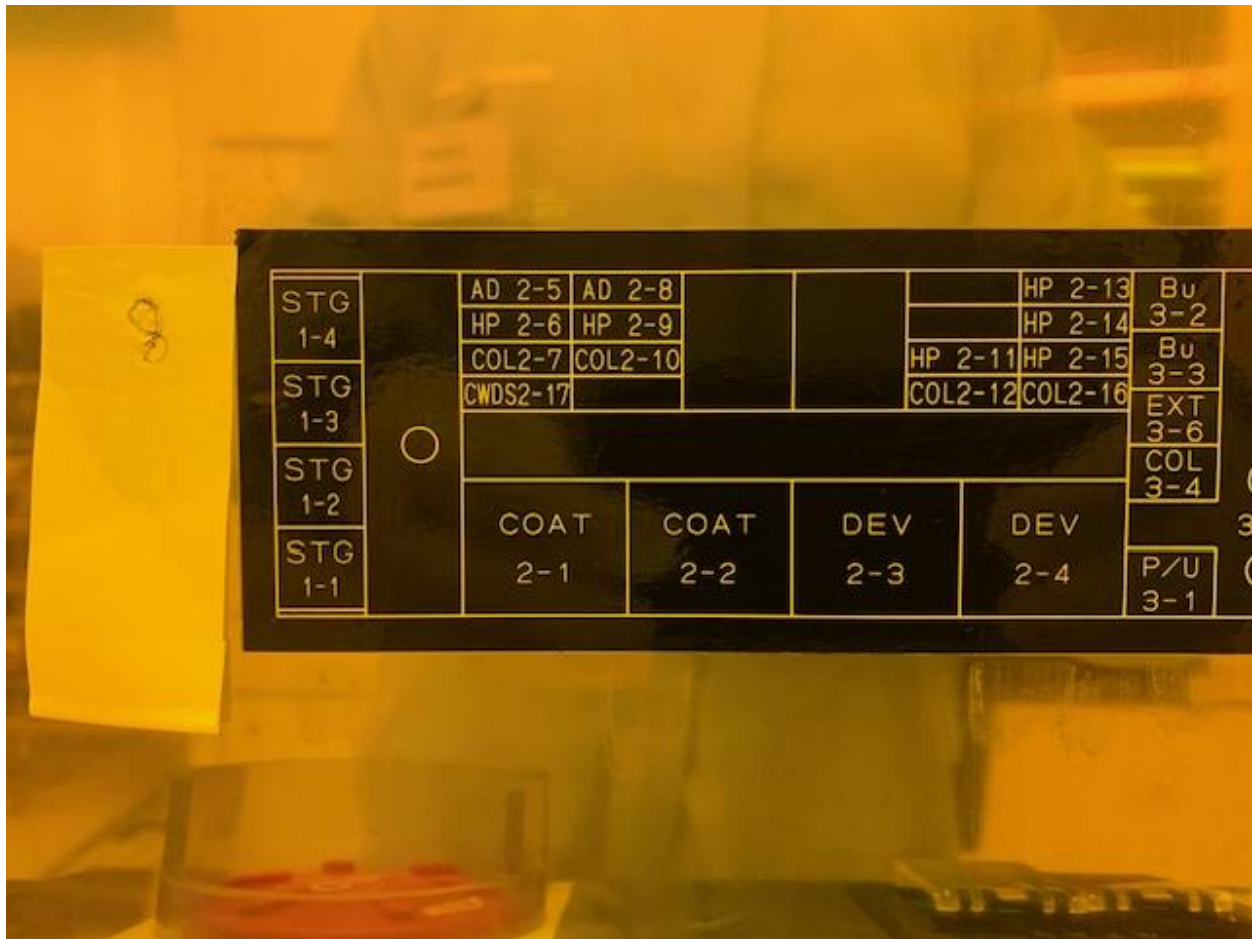 STG
1-4
STG
1-3
STG
1-2
STG
1-1
AD 2-5
HP 2-6
COL2-7
CWDS2-17
AD 2-8
HP 2-9
COL2-10
HP 2-11
COL2-12
HP 2-13
HP 2-14
HP 2-15
COL2-16
COAT
2-1
COAT
2-2
DEV
2-3
DEV
2-4
Bu
3-2
Bu
3-3
EXT
3-6
COL
3-4
P/U
3-1
3